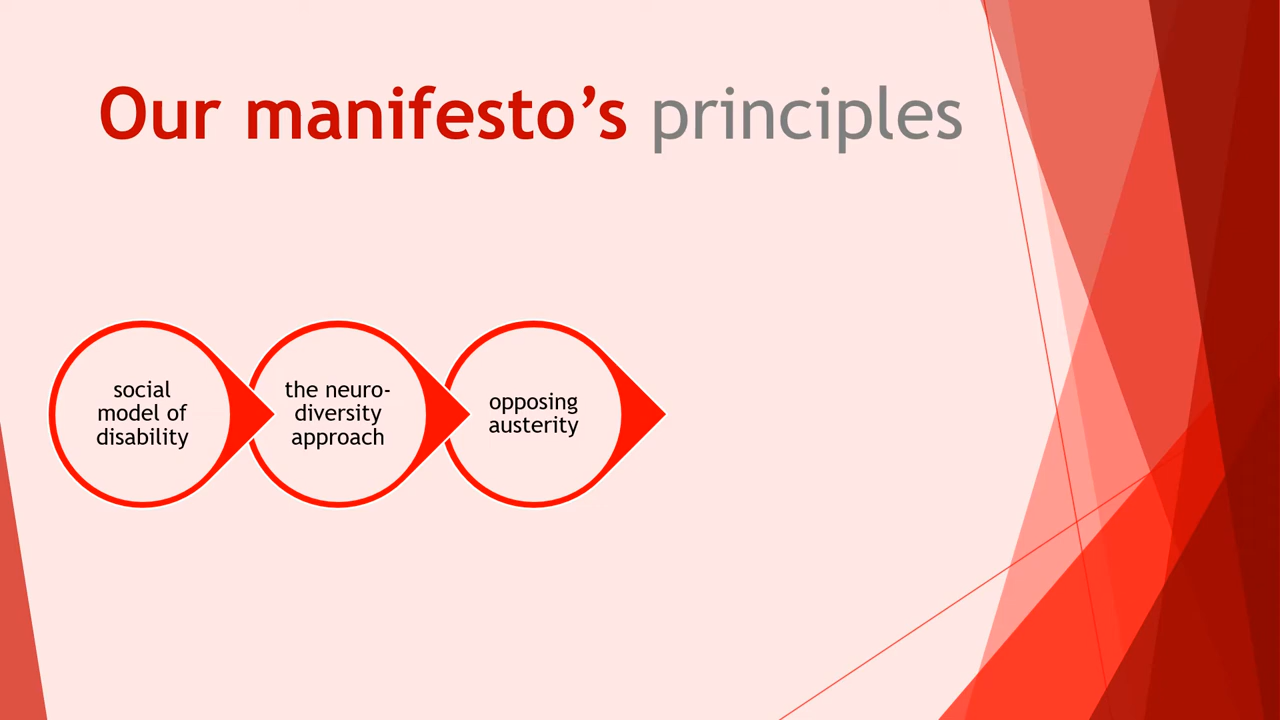 Our manifesto’s principles
social
model of
disability
the neuro-
diversity
approach
opposing
austerity